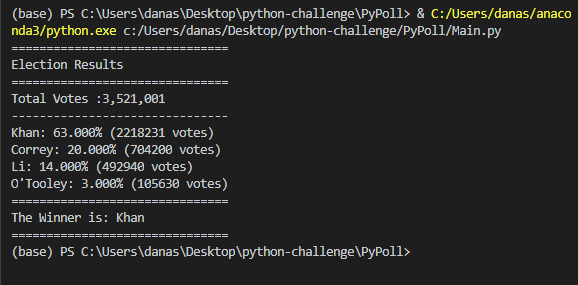 (base) PS C:\Users\danas\Desktop\python-challenge\PyPoll> & C:/Users/danas/anaco
nda3/python.exe c:/Users/danas/Desktop/python-challenge/PyPoll/Main.py
===============================
Election Results
===============================
Total Votes :3,521,001
-------------------------------
Khan: 63.000% (2218231 votes)
Correy: 20.000% (704200 votes)
Li: 14.000% (492940 votes)
O'Tooley: 3.000% (105630 votes)
===============================
The Winner is: Khan
===============================
(base) PS C:\Users\danas\Desktop\python-challenge\PyPoll>